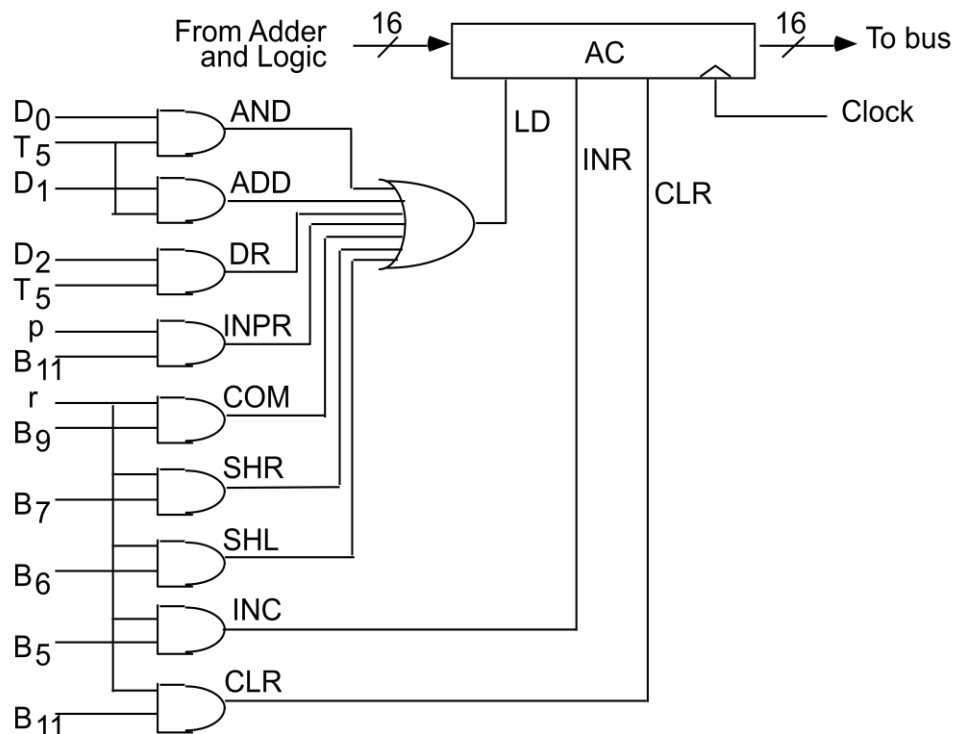 From Adder and Logic
16
AC
16
To bus
Clock
LD
INR
CLR
D0
T5
AND
D1
ADD
D2
T5
DR
p
B11
INPR
r
B9
COM
B7
SHR
B6
SHL
B5
INC
B11
CLR